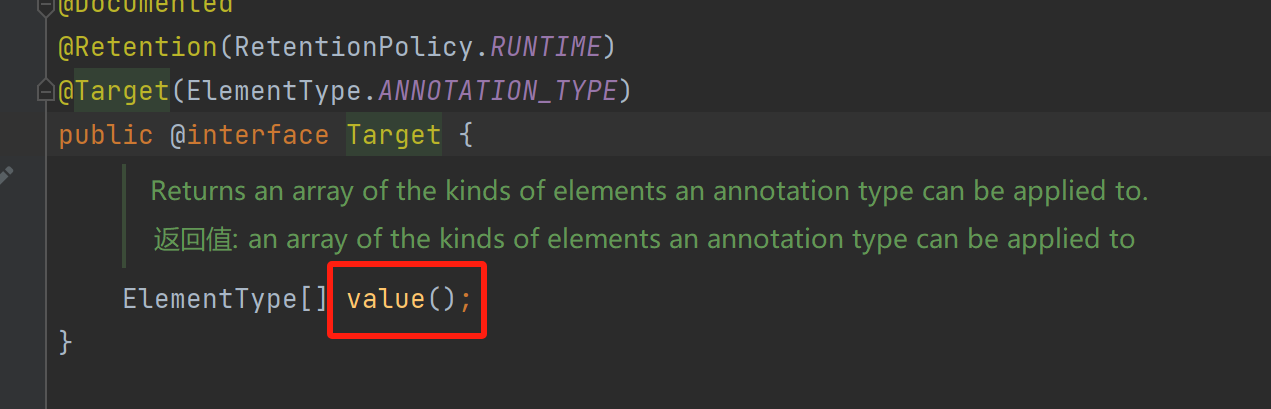 @Documented
@Retention(RetentionPolicy.RUNTIME)
@Target(ElementType.ANNOTATION_TYPE)
public @interface Target {
Returns an array of the kinds of elements an annotation type can be applied to.
返回值: an array of the kinds of elements an annotation type can be applied to
ElementType[] value();
}